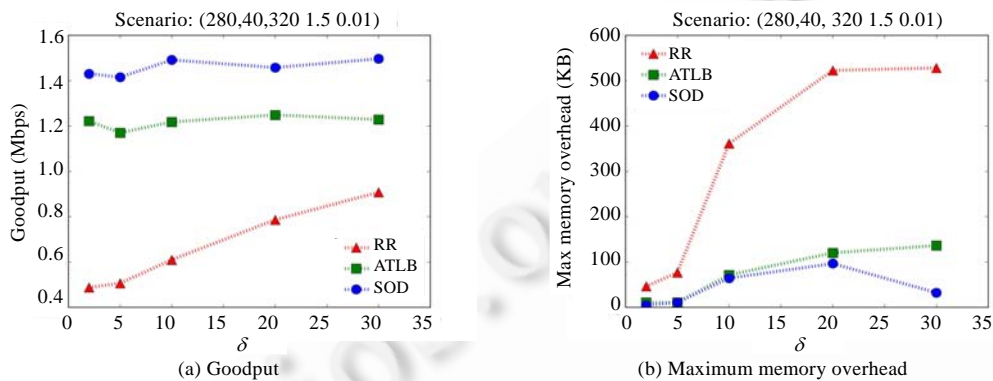 Scenario: (280,40,320 1.5 0.01)
1.6
1.4
1.2
1.0
0.8
0.6
0.4
Goodput (Mbps)
RR
ATLB
SOD
0 5 10 15 20 25 30 35
δ
(a) Goodput
Scenario: (280,40, 320 1.5 0.01)
600
500
400
300
200
100
0
Max memory overhead (KB)
RR
ATLB
SOD
0 5 10 15 20 25 30 35
δ
(b) Maximum memory overhead